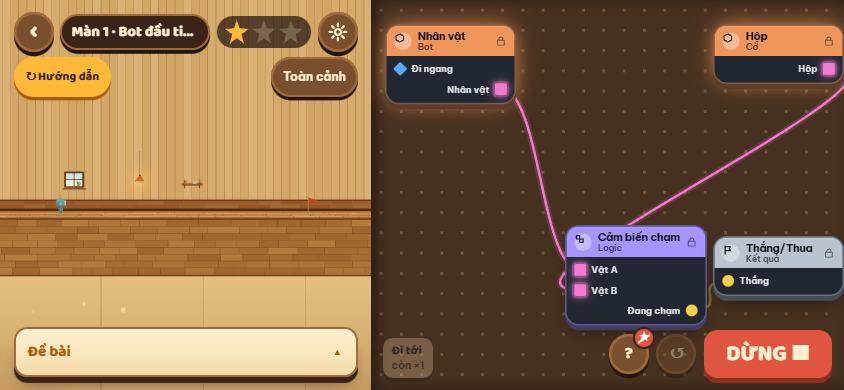 Màn 1 · Bot đầu ti...
Hướng dẫn
Toàn cảnh
Đề bài
Nhân vật
Bot
Đi ngang
Nhân vật
Hộp
Cờ
Hộp
Cảm biến chạm
Logic
Vật A
Vật B
Đang chạm
Thắng/Thua
Kết quả
Thắng
Đi tới
còn ×1
?
DỪNG